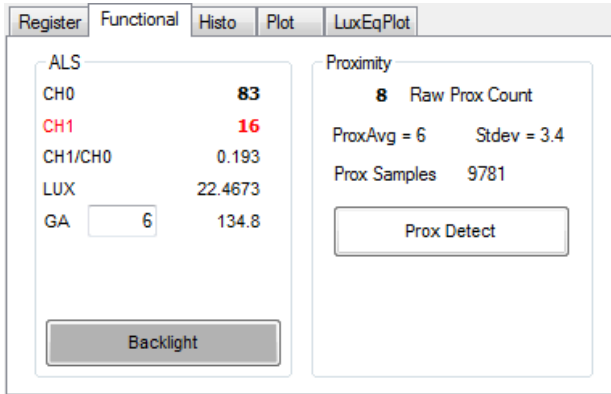 Register Functional Histo Plot LuxEqPlot
ALS
CH0 83
CH1 16
CH1/CH0 0.193
LUX 22.4673
GA 6 134.8
Backlight
Proximity
8 Raw Prox Count
ProxAvg = 6 Stdev = 3.4
Prox Samples 9781
Prox Detect